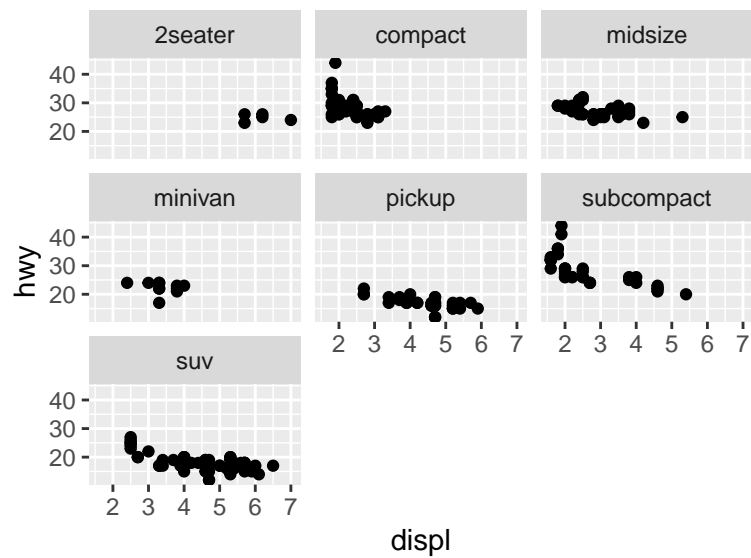 2seater compact midsize
40
30
20
minivan pickup subcompact
40
30
20
2 3 4 5 6 7 2 3 4 5 6 7
suv
40
30
20
2 3 4 5 6 7
hwy
displ